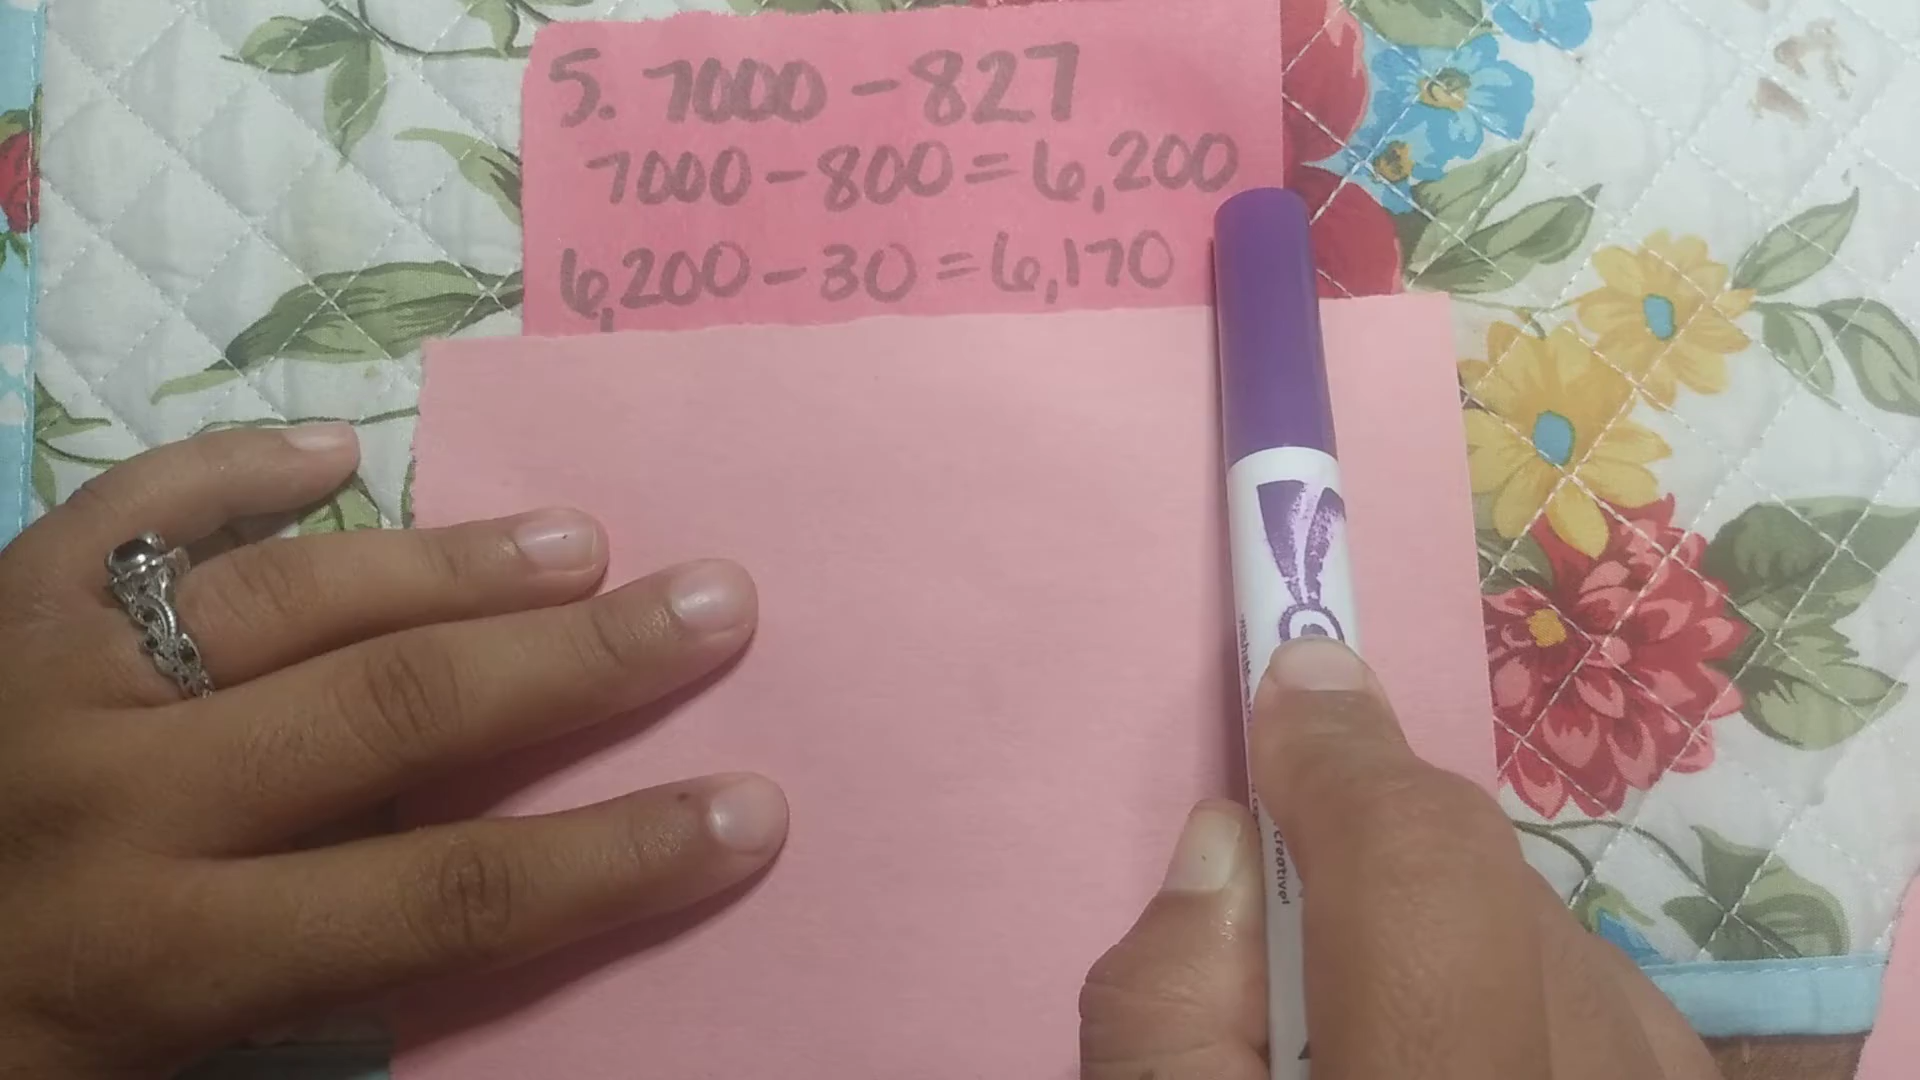 5. 7000 - 827
7000 - 800 = 6,200
6,200 - 30 = 6,170